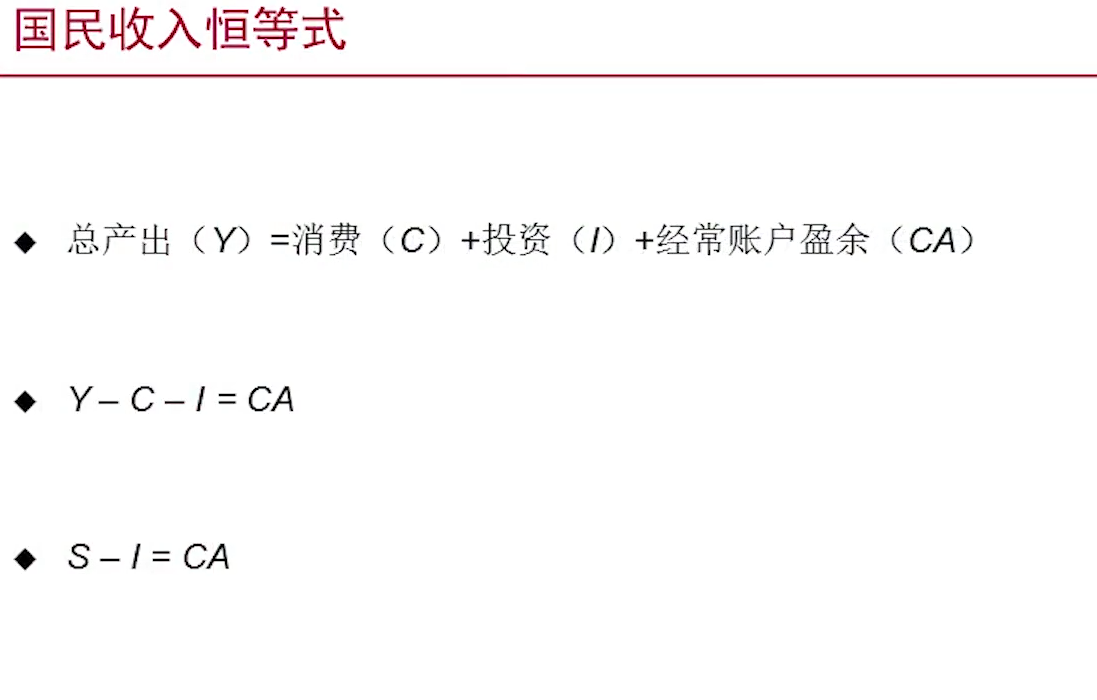 国民收入恒等式
◆ 总产出（Y）=消费（C）+投资（I）+经常账户盈余（CA）
◆ Y – C – I = CA
◆ S – I = CA